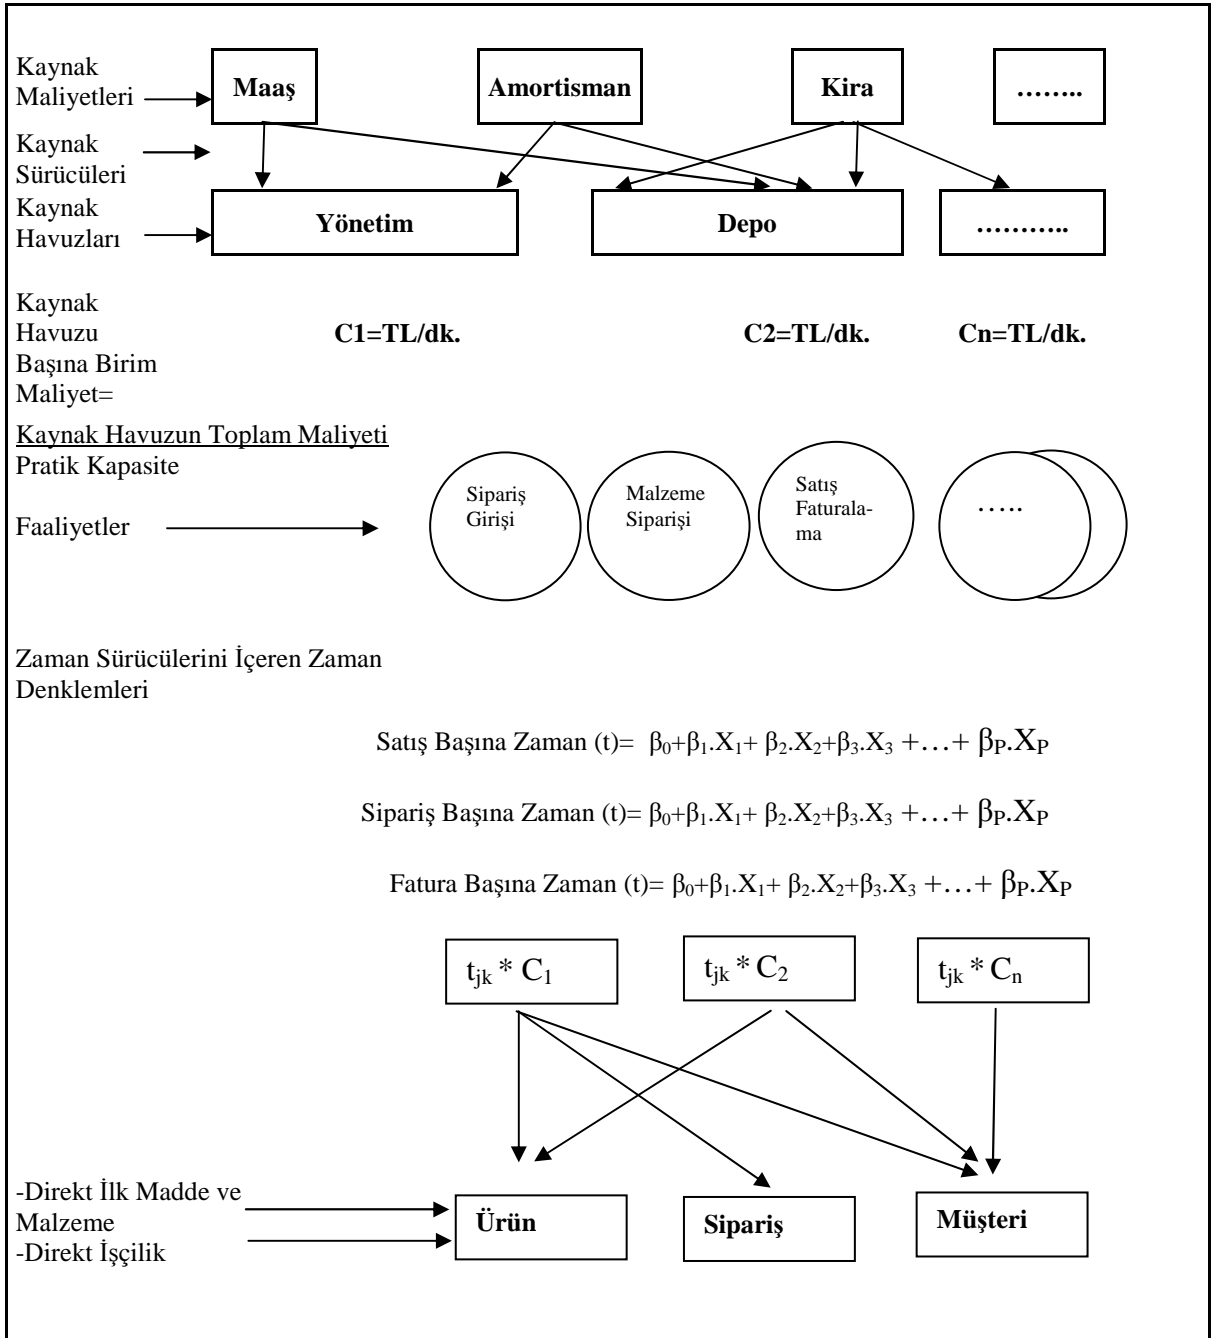 Kaynak
Maliyetleri
Maaş
Amortisman
Kira
……..
Kaynak
Sürücüleri
Kaynak
Havuzları
Yönetim
Depo
………..
Kaynak
Havuzu
Başına Birim
Maliyet=
C1=TL/dk.
C2=TL/dk.
Cn=TL/dk.
Kaynak Havuzun Toplam Maliyeti
Pratik Kapasite
Faaliyetler
Sipariş
Girişi
Malzeme
Siparişi
Satış
Faturala-
ma
…..
Zaman Sürücülerini İçeren Zaman
Denklemleri
Satış Başına Zaman (t)= β₀+β₁.X₁+ β₂.X₂+β₃.X₃ +…+ βP.XP
Sipariş Başına Zaman (t)= β₀+β₁.X₁+ β₂.X₂+β₃.X₃ +…+ βP.XP
Fatura Başına Zaman (t)= β₀+β₁.X₁+ β₂.X₂+β₃.X₃ +…+ βP.XP
tjk * C₁
tjk * C₂
tjk * Cn
-Direkt İlk Madde ve
Malzeme
-Direkt İşçilik
Ürün
Sipariş
Müşteri